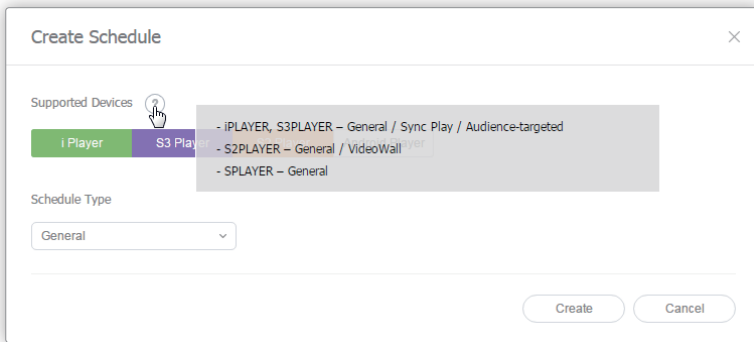 Create Schedule
Supported Devices ?
- iPLAYER, S3PLAYER – General / Sync Play / Audience-targeted
- S2PLAYER – General / VideoWall
- SPLAYER – General
i Player S3 Player
Schedule Type
General
Create Cancel